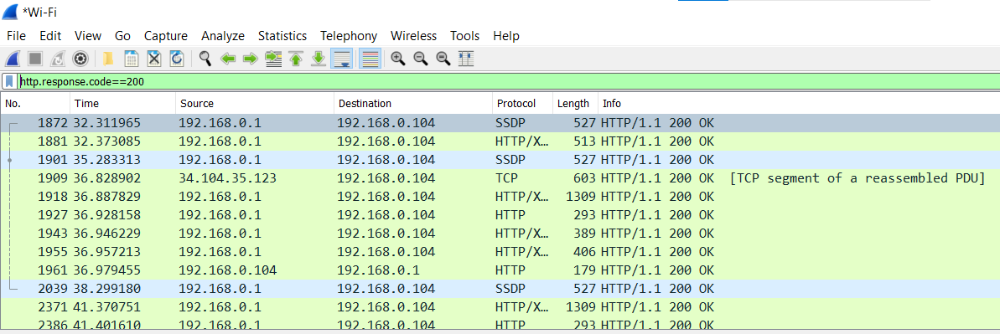 *Wi-Fi
File Edit View Go Capture Analyze Statistics Telephony Wireless Tools Help
http.response.code==200
No. Time Source Destination Protocol Length Info
1872 32.311965 192.168.0.1 192.168.0.104 SSDP 527 HTTP/1.1 200 OK
1881 32.373085 192.168.0.1 192.168.0.104 HTTP/X… 513 HTTP/1.1 200 OK
1901 35.283313 192.168.0.1 192.168.0.104 SSDP 527 HTTP/1.1 200 OK
1909 36.828902 34.104.35.123 192.168.0.104 TCP 603 HTTP/1.1 200 OK [TCP segment of a reassembled PDU]
1918 36.887829 192.168.0.1 192.168.0.104 HTTP/X… 1309 HTTP/1.1 200 OK
1927 36.928158 192.168.0.1 192.168.0.104 HTTP 293 HTTP/1.1 200 OK
1943 36.946229 192.168.0.1 192.168.0.104 HTTP/X… 389 HTTP/1.1 200 OK
1955 36.957213 192.168.0.1 192.168.0.104 HTTP/X… 406 HTTP/1.1 200 OK
1961 36.979455 192.168.0.104 192.168.0.1 HTTP 179 HTTP/1.1 200 OK
2039 38.299180 192.168.0.1 192.168.0.104 SSDP 527 HTTP/1.1 200 OK
2371 41.370751 192.168.0.1 192.168.0.104 HTTP/X… 1309 HTTP/1.1 200 OK
2386 41.401610 192.168.0.1 192.168.0.104 HTTP 293 HTTP/1.1 200 OK